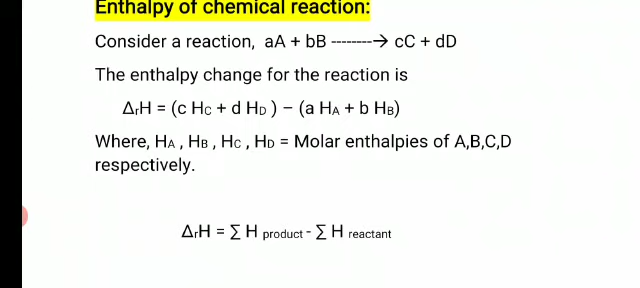 Enthalpy of chemical reaction:
Consider a reaction, aA + bB --------→ cC + dD
The enthalpy change for the reaction is
ΔrH = (c HC + d HD ) – (a HA + b HB)
Where, HA , HB , HC , HD = Molar enthalpies of A,B,C,D
respectively.
ΔrH = ∑ H product - ∑ H reactant